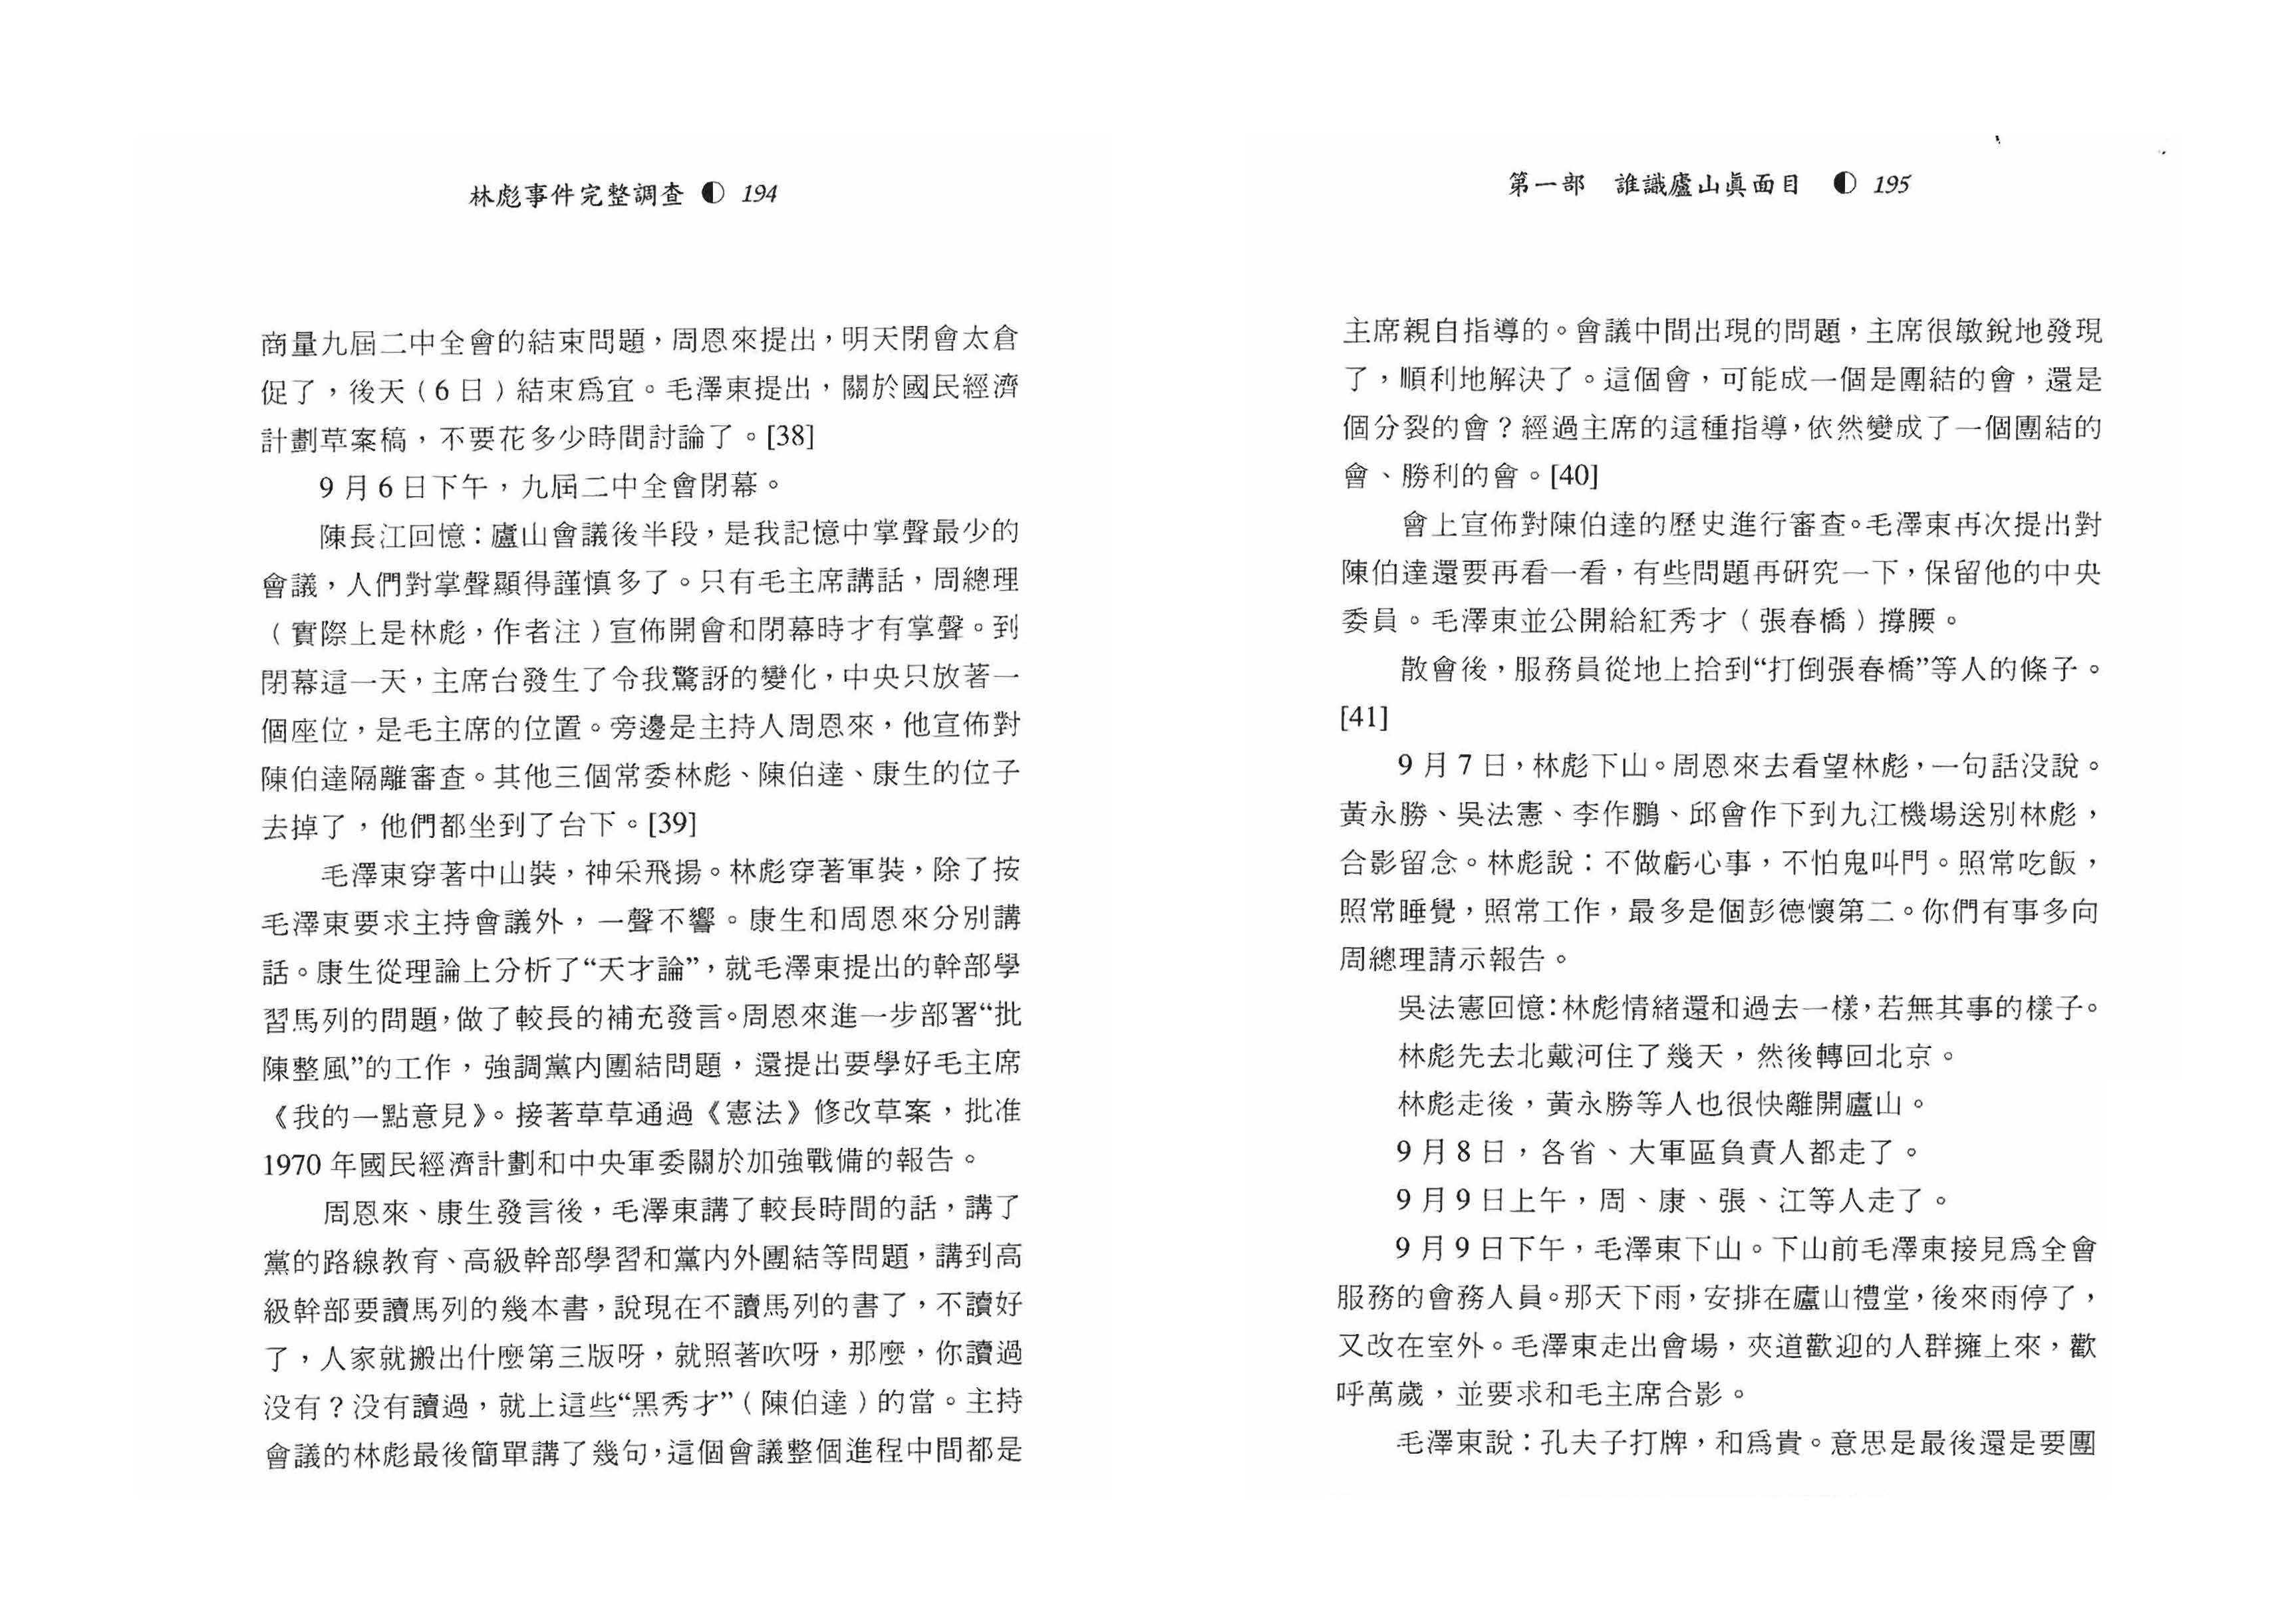 林彪事件完整調查 ◐ 194
商量九屆二中全會的結束問題，周恩來提出，明天閉會太倉
促了，後天（6 日）結束爲宜。毛澤東提出，關於國民經濟
計劃草案稿，不要花多少時間討論了。[38]
9 月 6 日下午，九屆二中全會閉幕。
陳長江回憶：廬山會議後半段，是我記憶中掌聲最少的
會議，人們對掌聲顯得謹慎多了。只有毛主席講話，周總理
（實際上是林彪，作者注）宣佈開會和閉幕時才有掌聲。到
閉幕這一天，主席台發生了令我驚訝的變化，中央只放著一
個座位，是毛主席的位置。旁邊是主持人周恩來，他宣佈對
陳伯達隔離審查。其他三個常委林彪、陳伯達、康生的位子
去掉了，他們都坐到了台下。[39]
毛澤東穿著中山裝，神采飛揚。林彪穿著軍裝，除了按
毛澤東要求主持會議外，一聲不響。康生和周恩來分別講
話。康生從理論上分析了“天才論”，就毛澤東提出的幹部學
習馬列的問題，做了較長的補充發言。周恩來進一步部署“批
陳整風”的工作，強調黨内團結問題，還提出要學好毛主席
《我的一點意見》。接著草草通過《憲法》修改草案，批准
1970 年國民經濟計劃和中央軍委關於加強戰備的報告。
周恩來、康生發言後，毛澤東講了較長時間的話，講了
黨的路線教育、高級幹部學習和黨内外團結等問題，講到高
級幹部要讀馬列的幾本書，說現在不讀馬列的書了，不讀好
了，人家就搬出什麼第三版呀，就照著吹呀，那麼，你讀過
没有？没有讀過，就上這些“黑秀才”（陳伯達）的當。主持
會議的林彪最後簡單講了幾句，這個會議整個進程中間都是
第一部　誰識廬山眞面目 ◐ 195
主席親自指導的。會議中間出現的問題，主席很敏銳地發現
了，順利地解決了。這個會，可能成一個是團結的會，還是
個分裂的會？經過主席的這種指導，依然變成了一個團結的
會、勝利的會。[40]
會上宣佈對陳伯達的歷史進行審查。毛澤東再次提出對
陳伯達還要再看一看，有些問題再研究一下，保留他的中央
委員。毛澤東並公開給紅秀才（張春橋）撐腰。
散會後，服務員從地上拾到“打倒張春橋”等人的條子。
[41]
9 月 7 日，林彪下山。周恩來去看望林彪，一句話没說。
黃永勝、吳法憲、李作鵬、邱會作下到九江機場送別林彪，
合影留念。林彪說：不做虧心事，不怕鬼叫門。照常吃飯，
照常睡覺，照常工作，最多是個彭德懷第二。你們有事多向
周總理請示報告。
吳法憲回憶：林彪情緒還和過去一樣，若無其事的樣子。
林彪先去北戴河住了幾天，然後轉回北京。
林彪走後，黃永勝等人也很快離開廬山。
9 月 8 日，各省、大軍區負責人都走了。
9 月 9 日上午，周、康、張、江等人走了。
9 月 9 日下午，毛澤東下山。下山前毛澤東接見爲全會
服務的會務人員。那天下雨，安排在廬山禮堂，後來雨停了，
又改在室外。毛澤東走出會場，夾道歡迎的人群擁上來，歡
呼萬歲，並要求和毛主席合影。
毛澤東說：孔夫子打牌，和爲貴。意思是最後還是要團